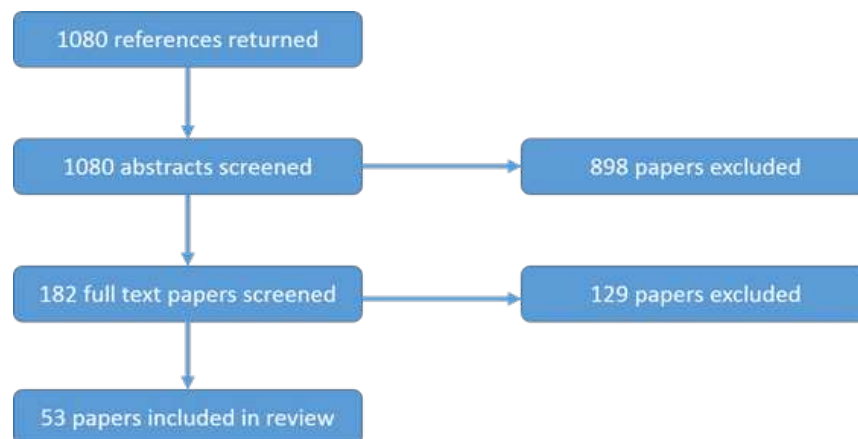 1080 references returned
1080 abstracts screened
898 papers excluded
182 full text papers screened
129 papers excluded
53 papers included in review